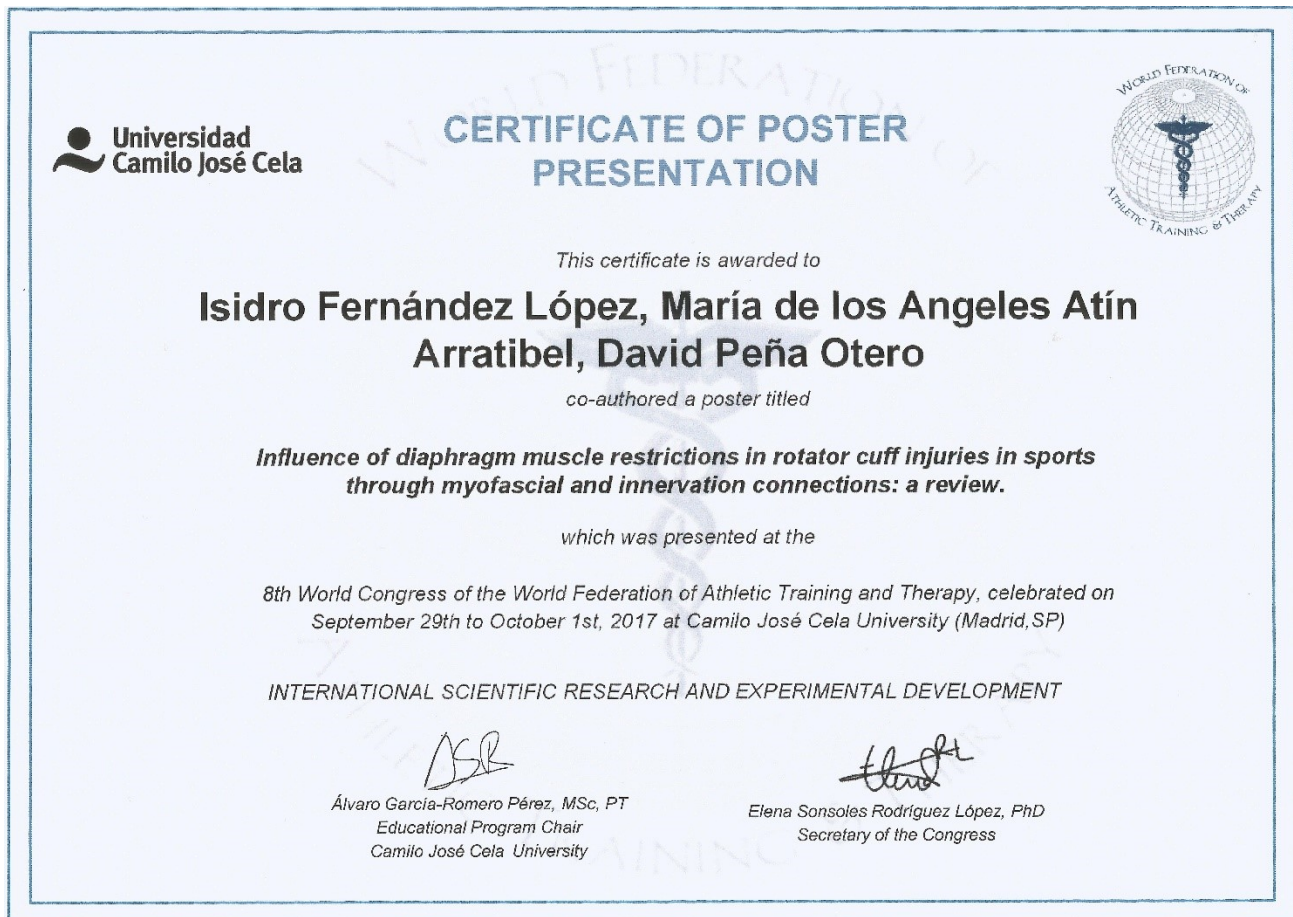 Universidad
Camilo José Cela
CERTIFICATE OF POSTER
PRESENTATION
WORLD FEDERATION OF
ATHLETIC TRAINING & THERAPY
This certificate is awarded to
Isidro Fernández López, María de los Angeles Atín
Arratibel, David Peña Otero
co-authored a poster titled
Influence of diaphragm muscle restrictions in rotator cuff injuries in sports
through myofascial and innervation connections: a review.
which was presented at the
8th World Congress of the World Federation of Athletic Training and Therapy, celebrated on
September 29th to October 1st, 2017 at Camilo José Cela University (Madrid,SP)
INTERNATIONAL SCIENTIFIC RESEARCH AND EXPERIMENTAL DEVELOPMENT
Álvaro García-Romero Pérez, MSc, PT
Educational Program Chair
Camilo José Cela University
Elena Sonsoles Rodríguez López, PhD
Secretary of the Congress